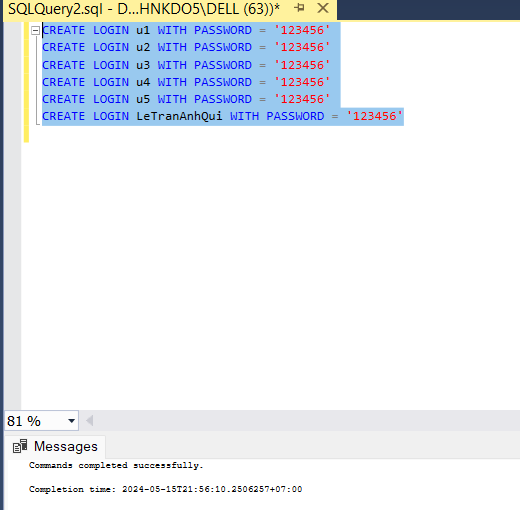 SQLQuery2.sql - D...HNKDO5\DELL (63))*
CREATE LOGIN u1 WITH PASSWORD = '123456'
CREATE LOGIN u2 WITH PASSWORD = '123456'
CREATE LOGIN u3 WITH PASSWORD = '123456'
CREATE LOGIN u4 WITH PASSWORD = '123456'
CREATE LOGIN u5 WITH PASSWORD = '123456'
CREATE LOGIN LeTranAnhQui WITH PASSWORD = '123456'
81 %
Messages
Commands completed successfully.
Completion time: 2024-05-15T21:56:10.2506257+07:00